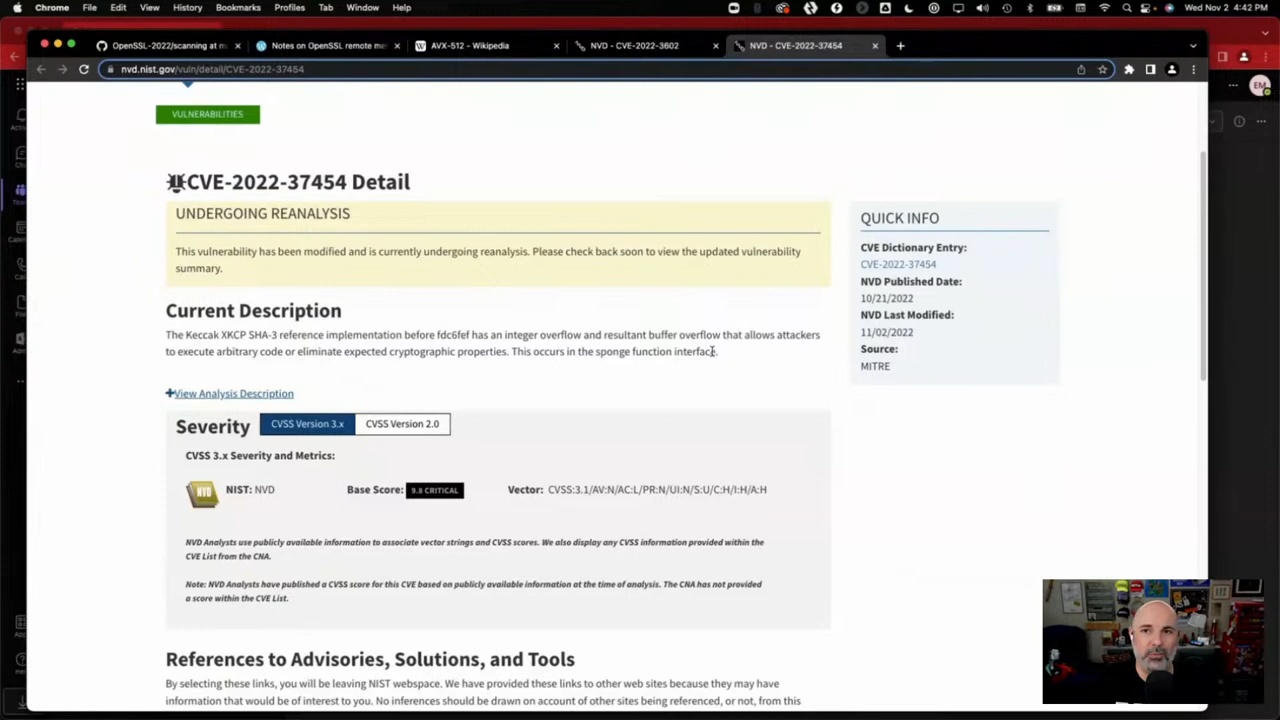 Chrome File Edit View History Bookmarks Profiles Tab Window Help Wed Nov 2 4:42 PM
OpenSSL-2022/scanning at m Notes on OpenSSL remote me AVX-512 - Wikipedia NVD - CVE-2022-3602 NVD - CVE-2022-37454
nvd.nist.gov/vuln/detail/CVE-2022-37454
EM
VULNERABILITIES
CVE-2022-37454 Detail
UNDERGOING REANALYSIS
This vulnerability has been modified and is currently undergoing reanalysis. Please check back soon to view the updated vulnerability
summary.
Current Description
The Keccak XKCP SHA-3 reference implementation before fdc6fef has an integer overflow and resultant buffer overflow that allows attackers
to execute arbitrary code or eliminate expected cryptographic properties. This occurs in the sponge function interface.
View Analysis Description
Severity CVSS Version 3.x CVSS Version 2.0
CVSS 3.x Severity and Metrics:
NVD NIST: NVD Base Score: 9.8 CRITICAL Vector: CVSS:3.1/AV:N/AC:L/PR:N/UI:N/S:U/C:H/I:H/A:H
NVD Analysts use publicly available information to associate vector strings and CVSS scores. We also display any CVSS information provided within the
CVE List from the CNA.
Note: NVD Analysts have published a CVSS score for this CVE based on publicly available information at the time of analysis. The CNA has not provided
a score within the CVE List.
References to Advisories, Solutions, and Tools
By selecting these links, you will be leaving NIST webspace. We have provided these links to other web sites because they may have
information that would be of interest to you. No inferences should be drawn on account of other sites being referenced, or not, from this
QUICK INFO
CVE Dictionary Entry:
CVE-2022-37454
NVD Published Date:
10/21/2022
NVD Last Modified:
11/02/2022
Source:
MITRE